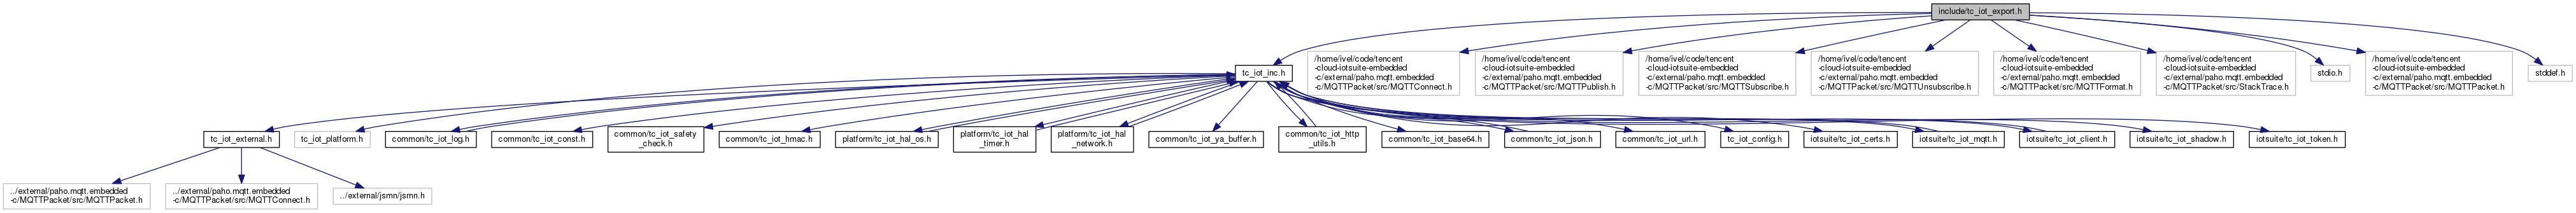 include/tc_iot_export.h
tc_iot_inc.h
/home/ivel/code/tencent
-cloud-iotsuite-embedded
-c/external/paho.mqtt.embedded
-c/MQTTPacket/src/MQTTConnect.h
/home/ivel/code/tencent
-cloud-iotsuite-embedded
-c/external/paho.mqtt.embedded
-c/MQTTPacket/src/MQTTPublish.h
/home/ivel/code/tencent
-cloud-iotsuite-embedded
-c/external/paho.mqtt.embedded
-c/MQTTPacket/src/MQTTSubscribe.h
/home/ivel/code/tencent
-cloud-iotsuite-embedded
-c/external/paho.mqtt.embedded
-c/MQTTPacket/src/MQTTUnsubscribe.h
/home/ivel/code/tencent
-cloud-iotsuite-embedded
-c/external/paho.mqtt.embedded
-c/MQTTPacket/src/MQTTFormat.h
/home/ivel/code/tencent
-cloud-iotsuite-embedded
-c/external/paho.mqtt.embedded
-c/MQTTPacket/src/StackTrace.h
stdio.h
/home/ivel/code/tencent
-cloud-iotsuite-embedded
-c/external/paho.mqtt.embedded
-c/MQTTPacket/src/MQTTPacket.h
stddef.h
tc_iot_external.h
tc_iot_platform.h
common/tc_iot_log.h
common/tc_iot_const.h
common/tc_iot_safety
_check.h
common/tc_iot_hmac.h
platform/tc_iot_hal_os.h
platform/tc_iot_hal
_timer.h
platform/tc_iot_hal
_network.h
common/tc_iot_ya_buffer.h
common/tc_iot_http
_utils.h
common/tc_iot_base64.h
common/tc_iot_json.h
common/tc_iot_url.h
tc_iot_config.h
iotsuite/tc_iot_certs.h
iotsuite/tc_iot_mqtt.h
iotsuite/tc_iot_client.h
iotsuite/tc_iot_shadow.h
iotsuite/tc_iot_token.h
../external/paho.mqtt.embedded
-c/MQTTPacket/src/MQTTPacket.h
../external/paho.mqtt.embedded
-c/MQTTPacket/src/MQTTConnect.h
../external/jsmn/jsmn.h